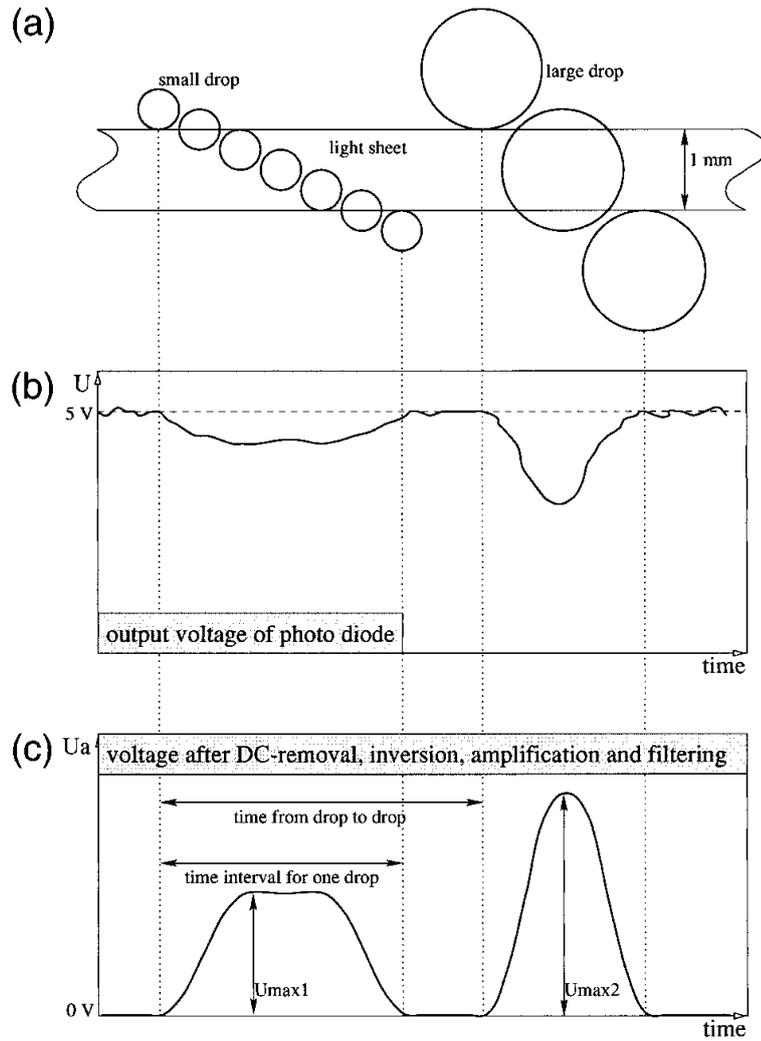 (a)
small drop
large drop
light sheet
1 mm
(b)
U
5 V
output voltage of photo diode
time
(c)
Ua
voltage after DC-removal, inversion, amplification and filtering
time from drop to drop
time interval for one drop
Umax1
Umax2
0 V
time